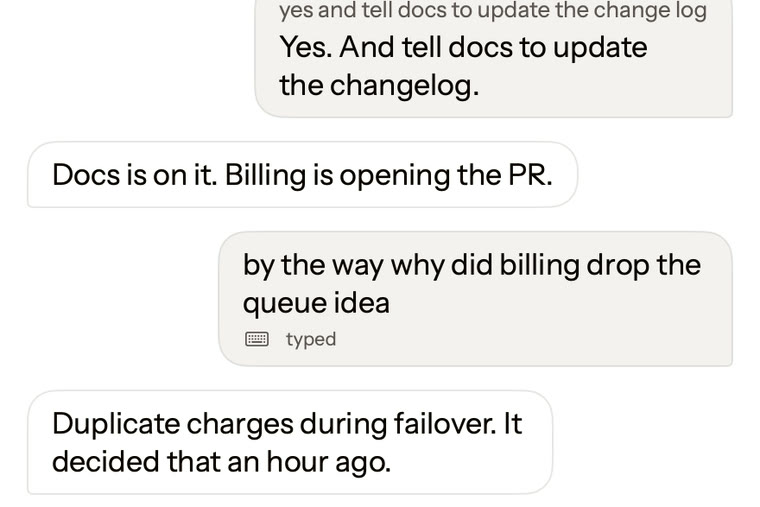 yes and tell docs to update the change log
Yes. And tell docs to update
the changelog.
Docs is on it. Billing is opening the PR.
by the way why did billing drop the
queue idea
typed
Duplicate charges during failover. It
decided that an hour ago.